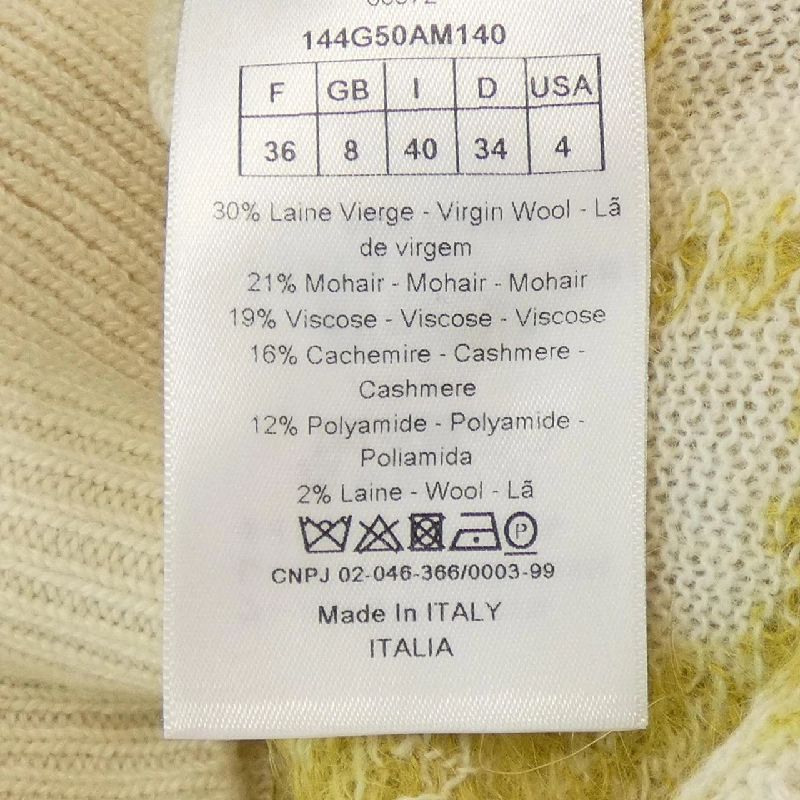 144G50AM140
F GB I D USA
36 8 40 34 4
30% Laine Vierge - Virgin Wool - Lã
de virgem
21% Mohair - Mohair - Mohair
19% Viscose - Viscose - Viscose
16% Cachemire - Cashmere -
Cashmere
12% Polyamide - Polyamide -
Poliamida
2% Laine - Wool - Lã
P
CNPJ 02-046-366/0003-99
Made In ITALY
ITALIA